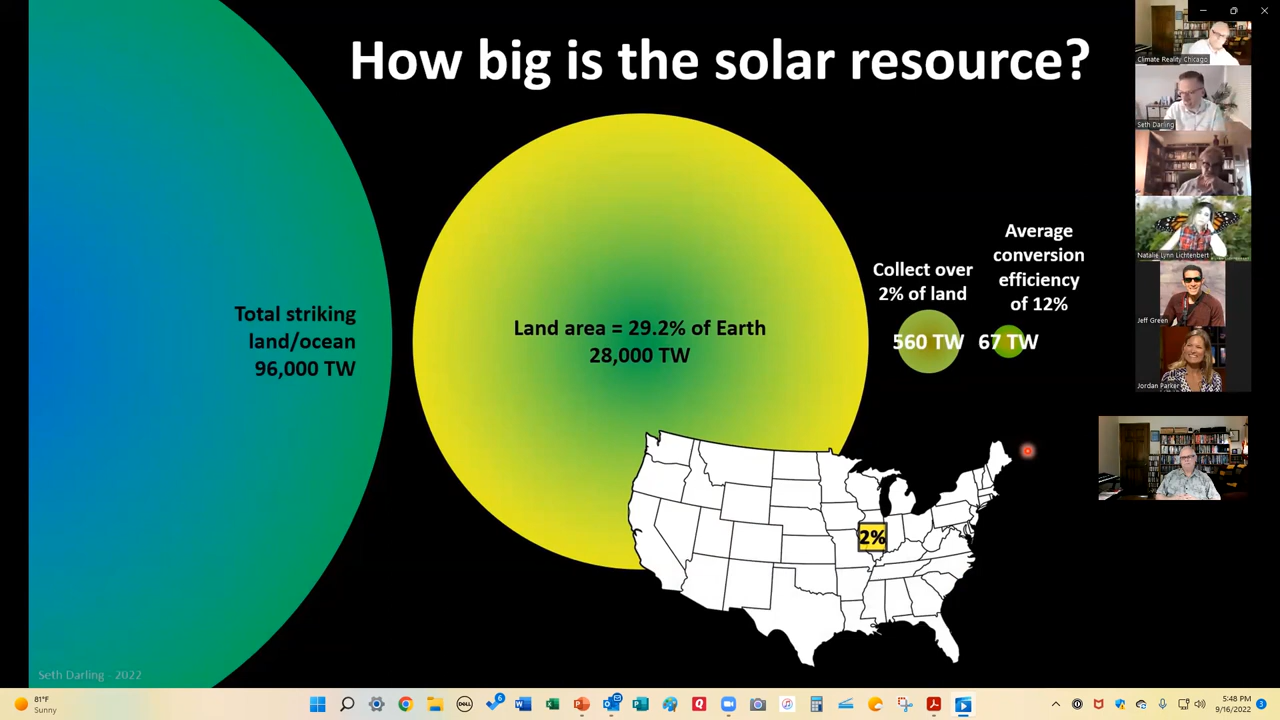 How big is the solar resource?
Total striking
land/ocean
96,000 TW
Land area = 29.2% of Earth
28,000 TW
Collect over
2% of land
560 TW
Average
conversion
efficiency
of 12%
67 TW
2%
Seth Darling - 2022
Climate Reality Chicago
Seth Darling
Natalie Lynn Lichtenbert
Jeff Green
Jordan Parker
81°F
Sunny
DELL
6
5:48 PM
9/16/2022
3